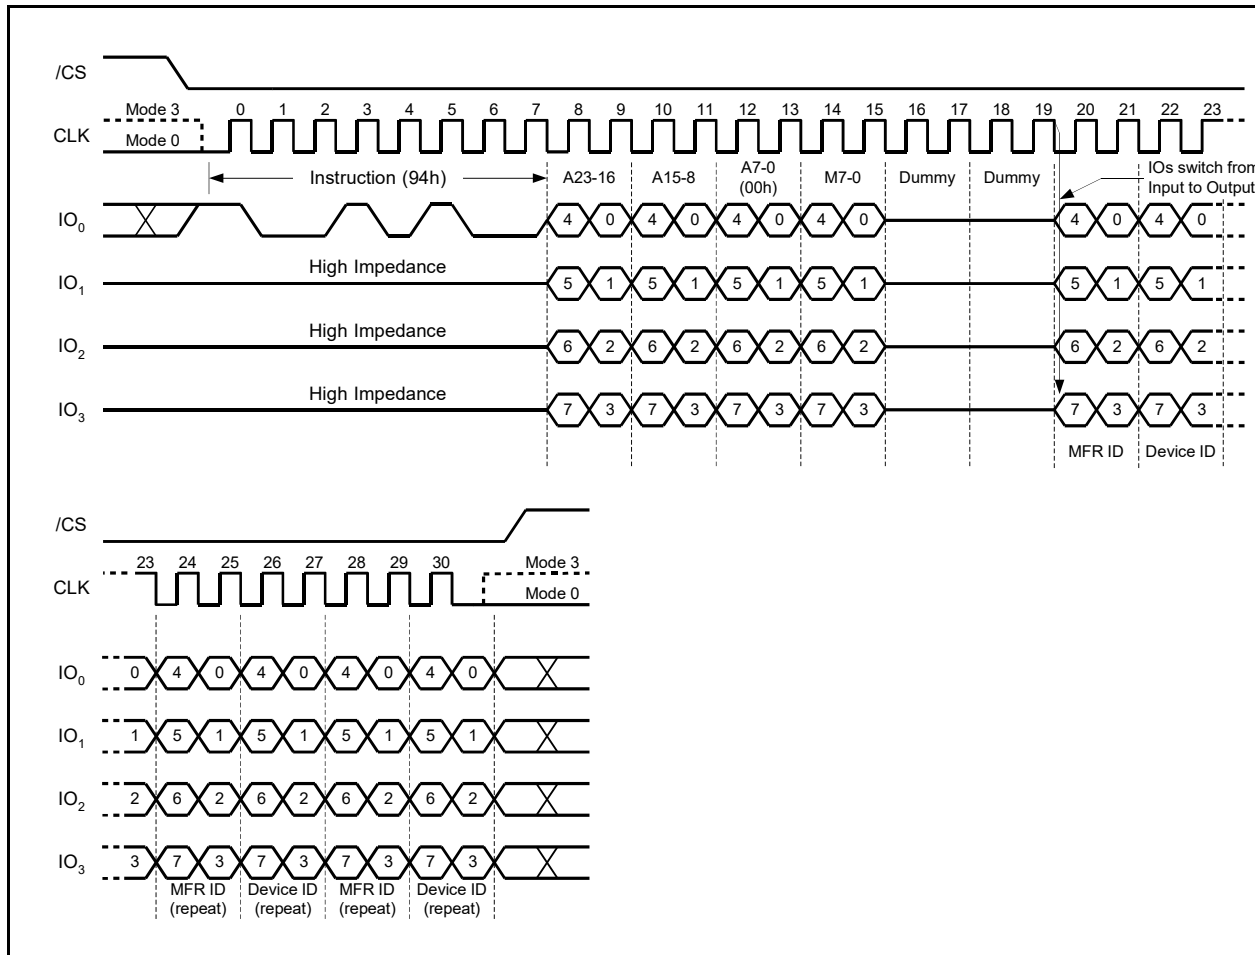 /CS
Mode 3 0 1 2 3 4 5 6 7 8 9 10 11 12 13 14 15 16 17 18 19 20 21 22 23
CLK Mode 0
Instruction (94h) A23-16 A15-8 A7-0 (00h) M7-0 Dummy Dummy
IOs switch from
Input to Output
IO0 4 0 4 0 4 0 4 0 4 0 4 0
High Impedance
IO1 5 1 5 1 5 1 5 1 5 1 5 1
High Impedance
IO2 6 2 6 2 6 2 6 2 6 2 6 2
High Impedance
IO3 7 3 7 3 7 3 7 3 7 3 7 3
MFR ID Device ID
/CS
23 24 25 26 27 28 29 30 Mode 3
CLK Mode 0
IO0 0 4 0 4 0 4 0 4 0
IO1 1 5 1 5 1 5 1 5 1
IO2 2 6 2 6 2 6 2 6 2
IO3 3 7 3 7 3 7 3 7 3
MFR ID Device ID MFR ID Device ID
(repeat) (repeat) (repeat) (repeat)